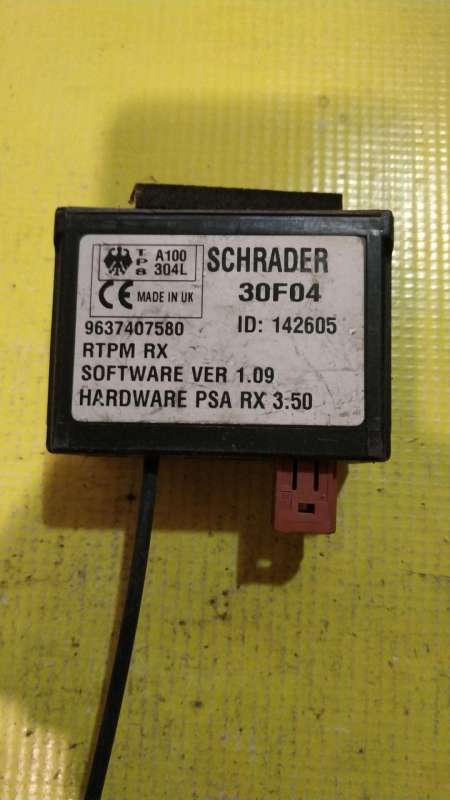 TP8 A100 304L
SCHRADER
CE MADE IN UK
30F04
9637407580 ID: 142605
RTPM RX
SOFTWARE VER 1.09
HARDWARE PSA RX 3.50